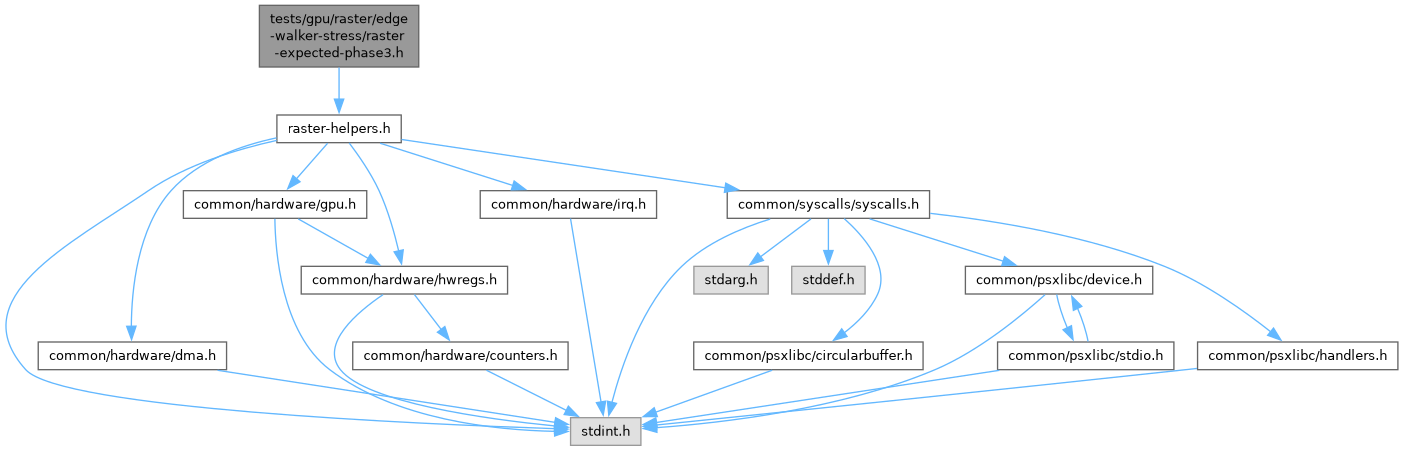 tests/gpu/raster/edge
-walker-stress/raster
-expected-phase3.h
raster-helpers.h
common/hardware/gpu.h
common/hardware/irq.h
common/syscalls/syscalls.h
common/hardware/hwregs.h
stdarg.h
stddef.h
common/psxlibc/device.h
common/hardware/dma.h
common/hardware/counters.h
common/psxlibc/circularbuffer.h
common/psxlibc/stdio.h
common/psxlibc/handlers.h
stdint.h